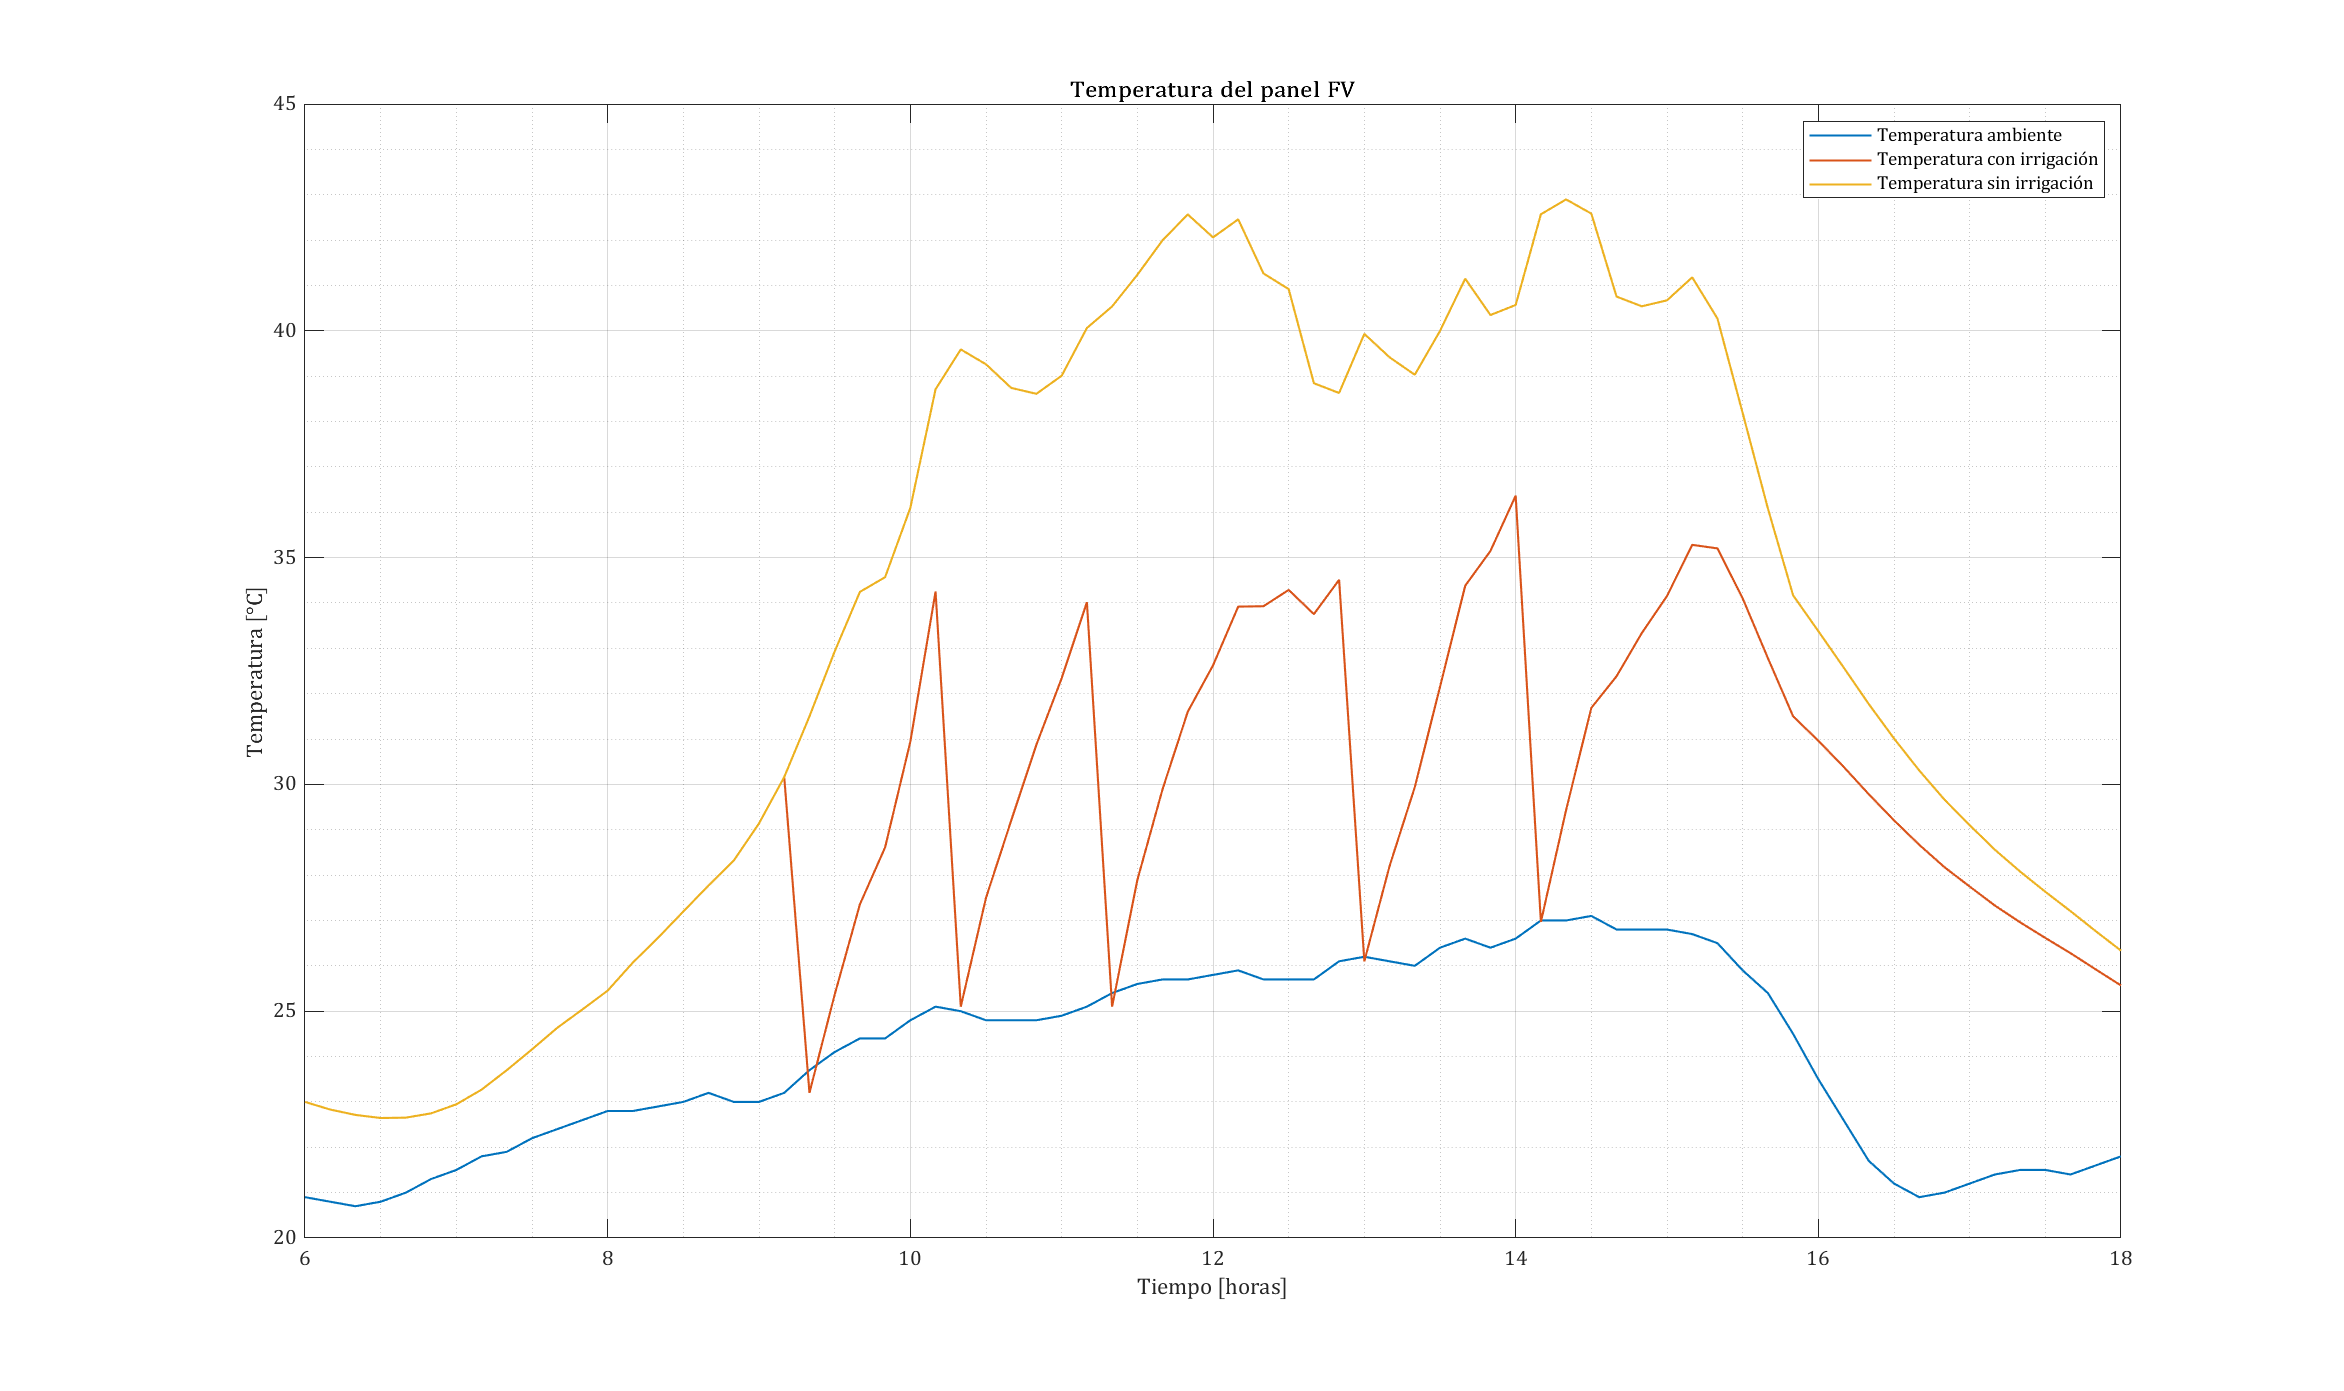 Temperatura del panel FV
Temperatura ambiente
Temperatura con irrigación
Temperatura sin irrigación
45
40
35
30
25
20
Temperatura [°C]
6 8 10 12 14 16 18
Tiempo [horas]